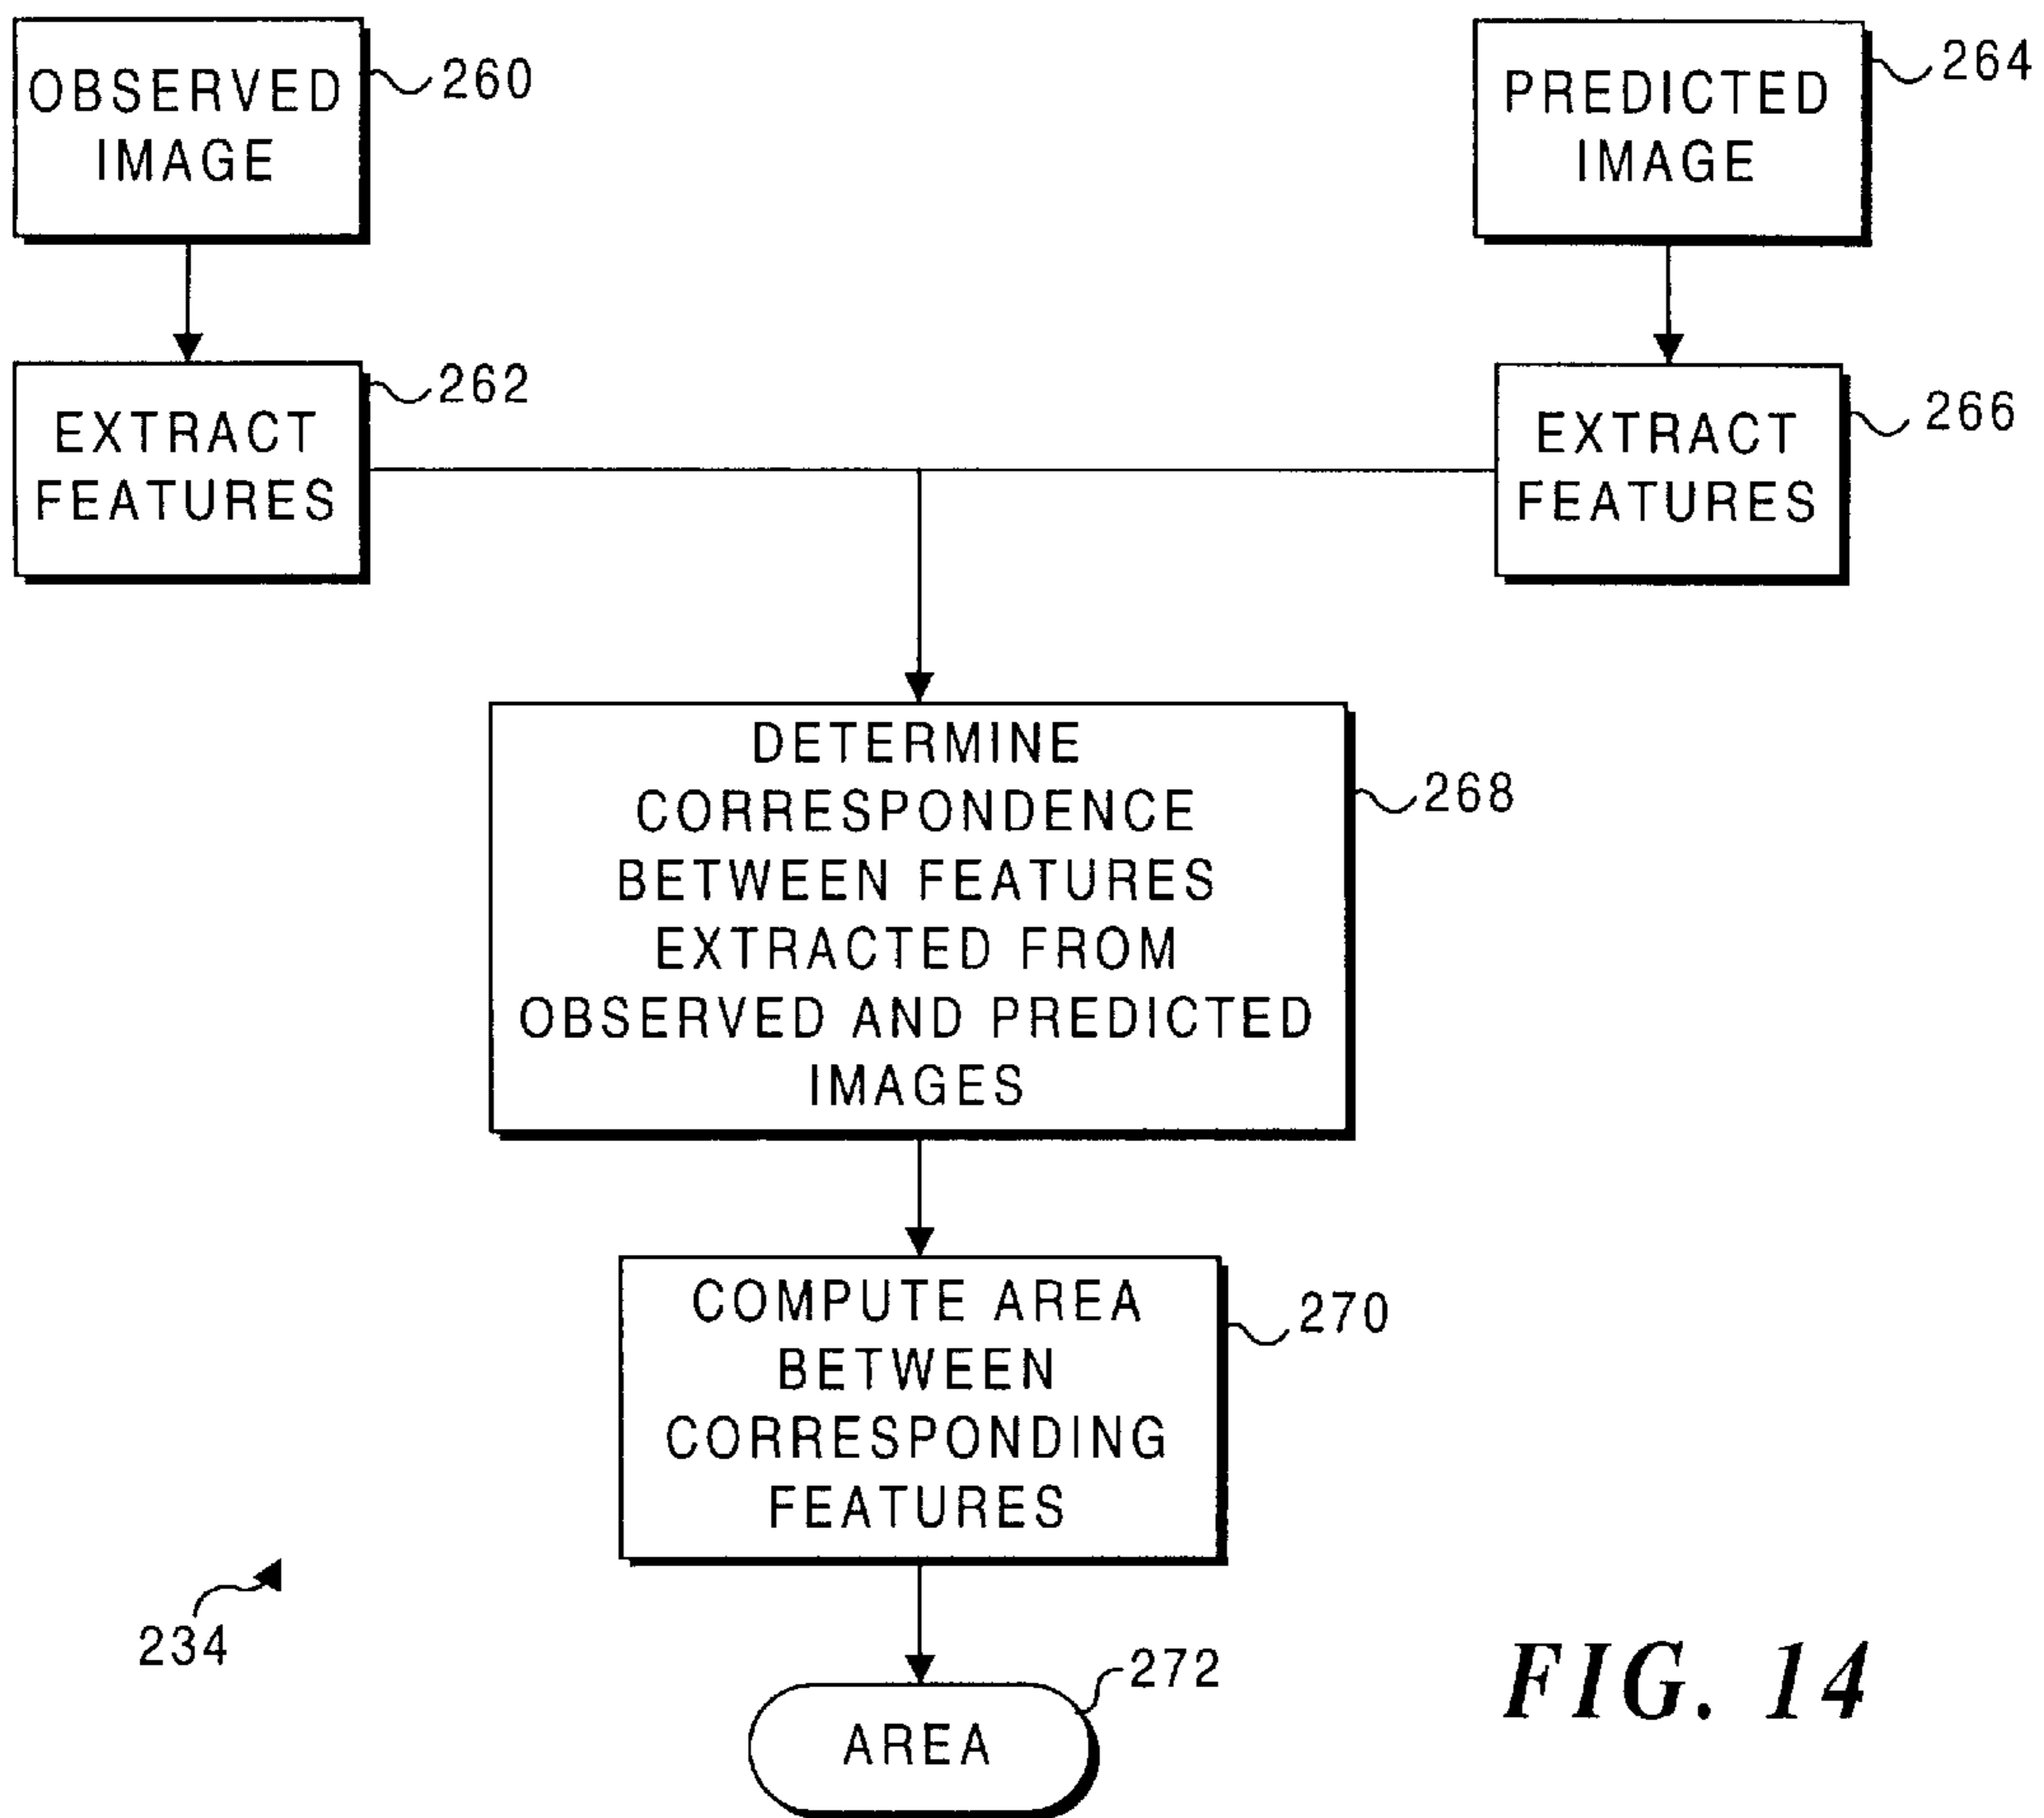 OBSERVED
IMAGE
260
PREDICTED
IMAGE
264
EXTRACT
FEATURES
262
EXTRACT
FEATURES
266
DETERMINE
CORRESPONDENCE
BETWEEN FEATURES
EXTRACTED FROM
OBSERVED AND PREDICTED
IMAGES
268
COMPUTE AREA
BETWEEN
CORRESPONDING
FEATURES
270
234
AREA
272
FIG. 14